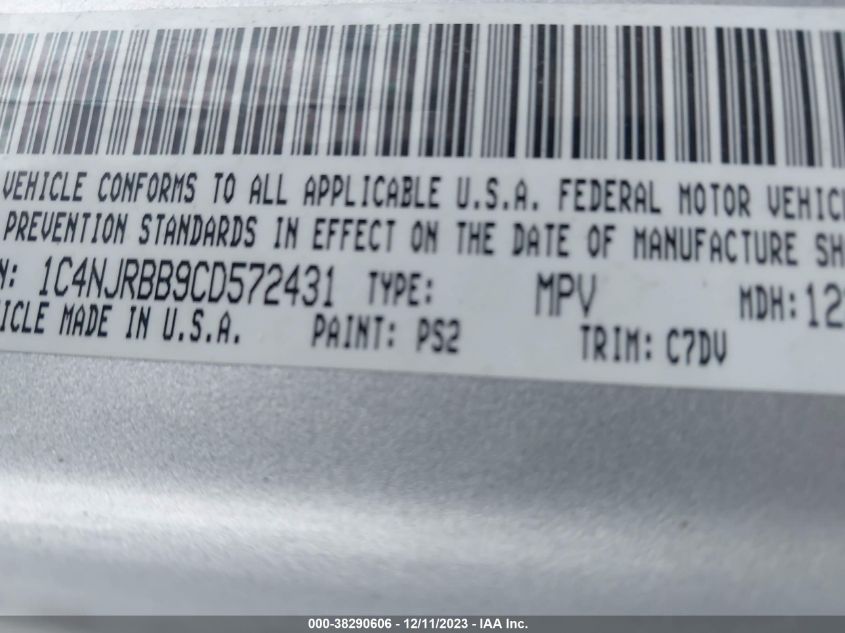 VEHICLE CONFORMS TO ALL APPLICABLE U.S.A. FEDERAL MOTOR VEHIC
PREVENTION STANDARDS IN EFFECT ON THE DATE OF MANUFACTURE SH
N: 1C4NJRBB9CD572431 TYPE: MPV MDH:12
ICLE MADE IN U.S.A. PAINT: PS2 TRIM: C7DV
000-38290606 - 12/11/2023 - IAA Inc.